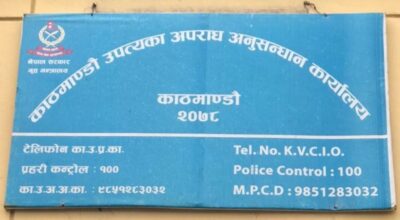 नेपाल सरकार
गृह मन्त्रालय
काठमाण्डौ उपत्यका अपराध अनुसन्धान कार्यालय
काठमाण्डौ
२०७८
टेलिफोन का.उ.प्र.का.
प्रहरी कन्ट्रोल : १००
का.उ.अ.अ.का. : ९८५१२८३०३२
Tel. No. K.V.C.I.O.
Police Control : 100
M.P.C.D : 9851283032